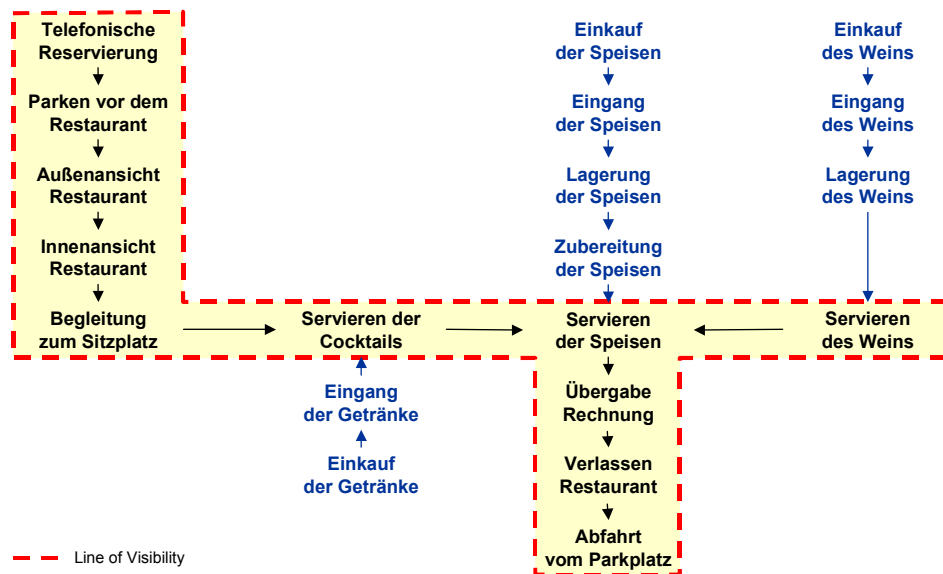 Telefonische
Reservierung
Parken vor dem
Restaurant
Außenansicht
Restaurant
Innenansicht
Restaurant
Begleitung
zum Sitzplatz
Servieren der
Cocktails
Eingang
der Getränke
Einkauf
der Getränke
Einkauf
der Speisen
Eingang
der Speisen
Lagerung
der Speisen
Zubereitung
der Speisen
Servieren
der Speisen
Übergabe
Rechnung
Verlassen
Restaurant
Abfahrt
vom Parkplatz
Einkauf
des Weins
Eingang
des Weins
Lagerung
des Weins
Servieren
des Weins
Line of Visibility